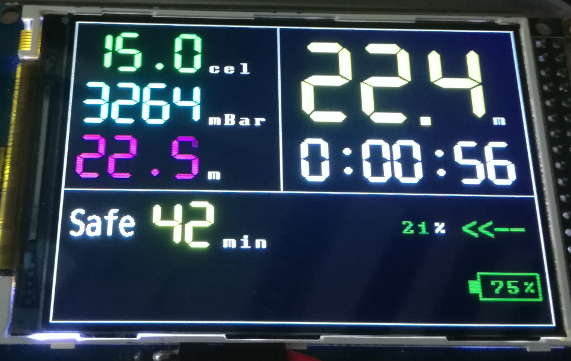 15.0 cel
3264 mBar
22.5 m
22.4 m
0:00:56
Safe 42 min
21% <<--
75%